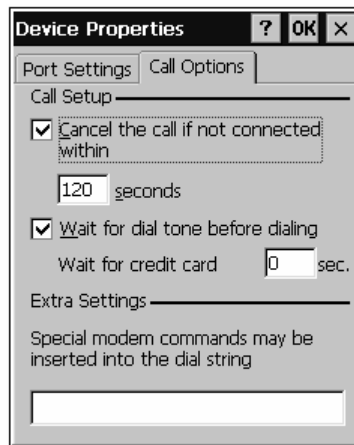 Device Properties ? OK ×
Port Settings Call Options
Call Setup
Cancel the call if not connected
within
120 seconds
Wait for dial tone before dialing
Wait for credit card 0 sec.
Extra Settings
Special modem commands may be
inserted into the dial string